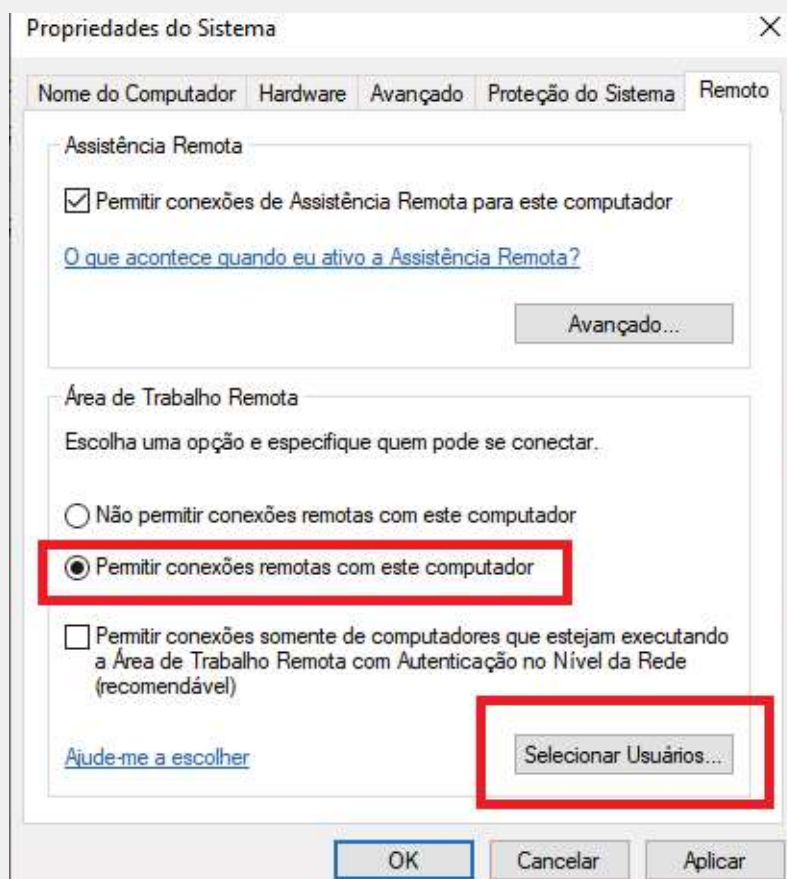 Propriedades do Sistema
Nome do Computador Hardware Avançado Proteção do Sistema Remoto
Assistência Remota
Permitir conexões de Assistência Remota para este computador
O que acontece quando eu ativo a Assistência Remota?
Avançado...
Área de Trabalho Remota
Escolha uma opção e especifique quem pode se conectar.
Não permitir conexões remotas com este computador
Permitir conexões remotas com este computador
Permitir conexões somente de computadores que estejam executando
a Área de Trabalho Remota com Autenticação no Nível da Rede
(recomendável)
Ajude-me a escolher
Selecionar Usuários...
OK Cancelar Aplicar